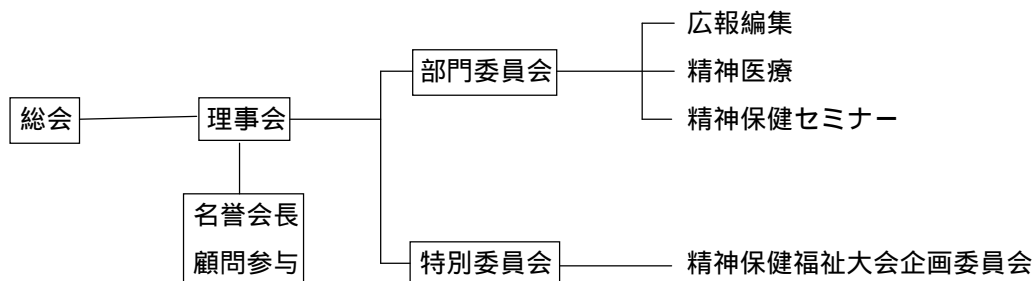 広報編集
部門委員会
精神医療
総会
理事会
精神保健セミナー
名誉会長
顧問参与
特別委員会
精神保健福祉大会企画委員会